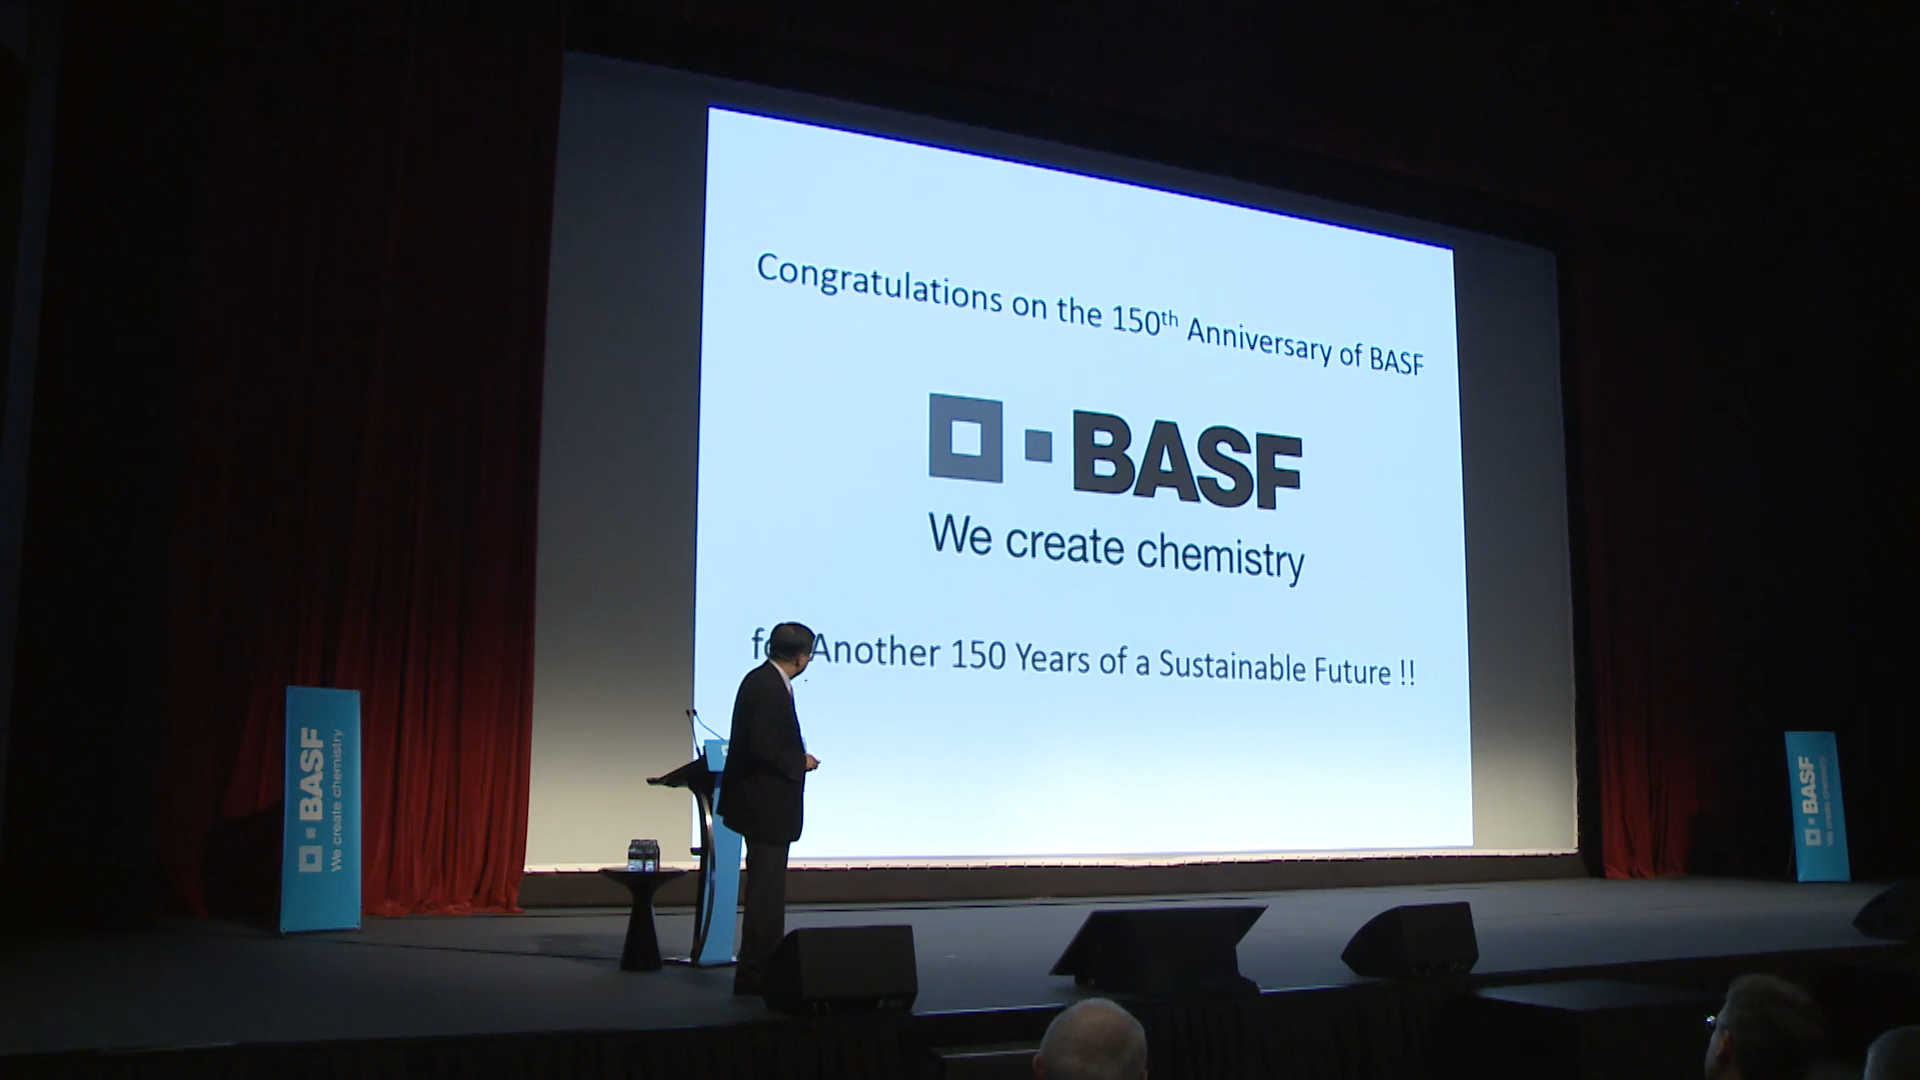 Congratulations on the 150th Anniversary of BASF
BASF
We create chemistry
Another 150 Years of a Sustainable Future !!
BASF
We create chemistry
BASF
We create chemistry